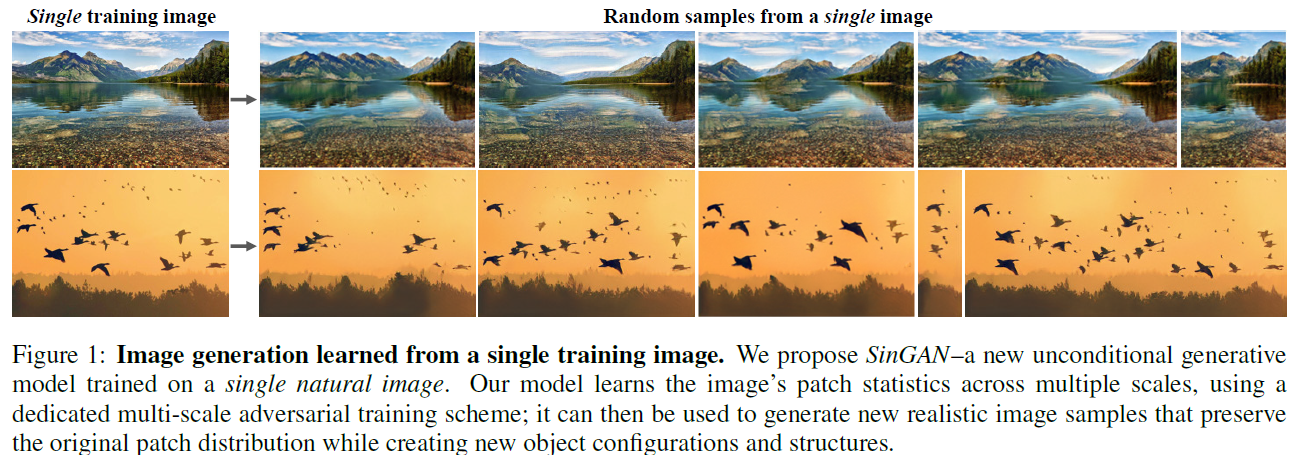 Single training image
Random samples from a single image
Figure 1: Image generation learned from a single training image. We propose SinGAN–a new unconditional generative
model trained on a single natural image. Our model learns the image's patch statistics across multiple scales, using a
dedicated multi-scale adversarial training scheme; it can then be used to generate new realistic image samples that preserve
the original patch distribution while creating new object configurations and structures.